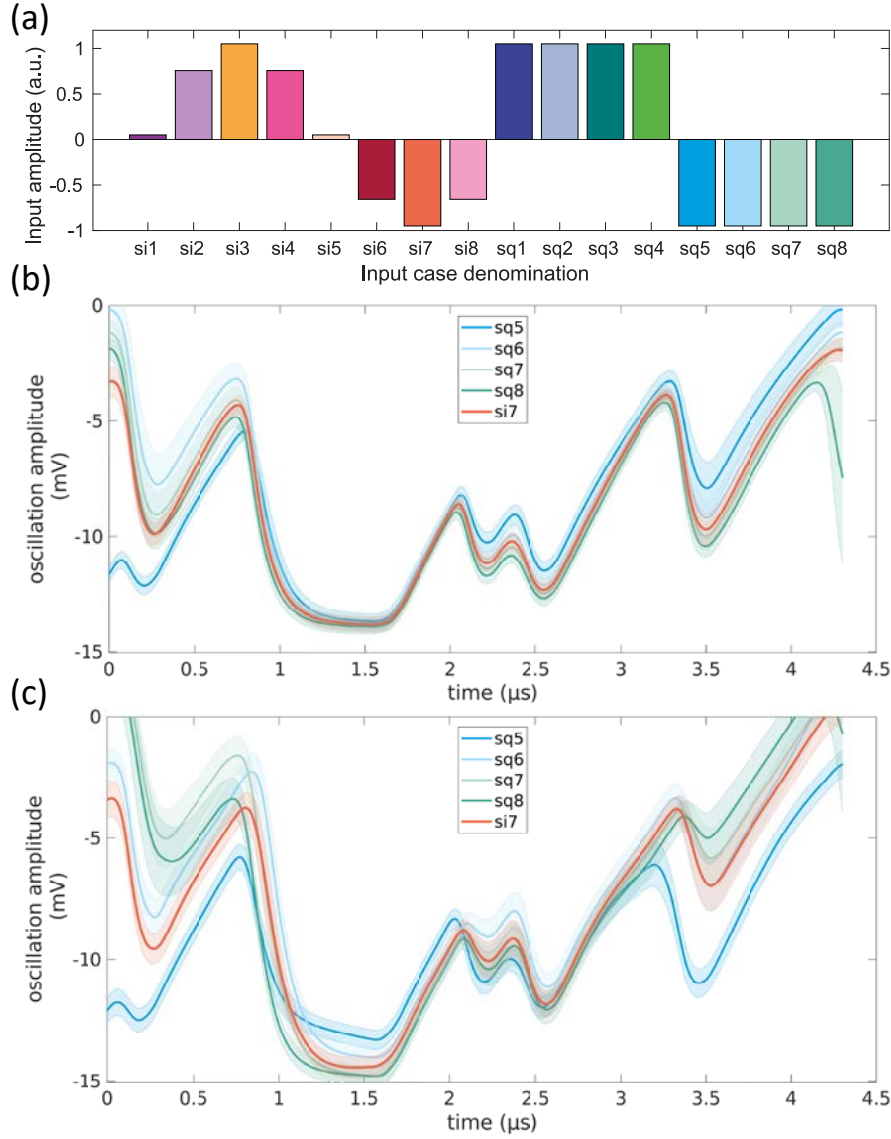 (a)
Input amplitude (a.u.)
1
0.5
0
-0.5
-1
si1 si2 si3 si4 si5 si6 si7 si8 sq1 sq2 sq3 sq4 sq5 sq6 sq7 sq8
Input case denomination
(b)
oscillation amplitude
(mV)
0
-5
-10
-15
sq5
sq6
sq7
sq8
si7
0 0.5 1 1.5 2 2.5 3 3.5 4 4.5
time (μs)
(c)
oscillation amplitude
(mV)
0
-5
-10
-15
sq5
sq6
sq7
sq8
si7
0 0.5 1 1.5 2 2.5 3 3.5 4 4.5
time (μs)